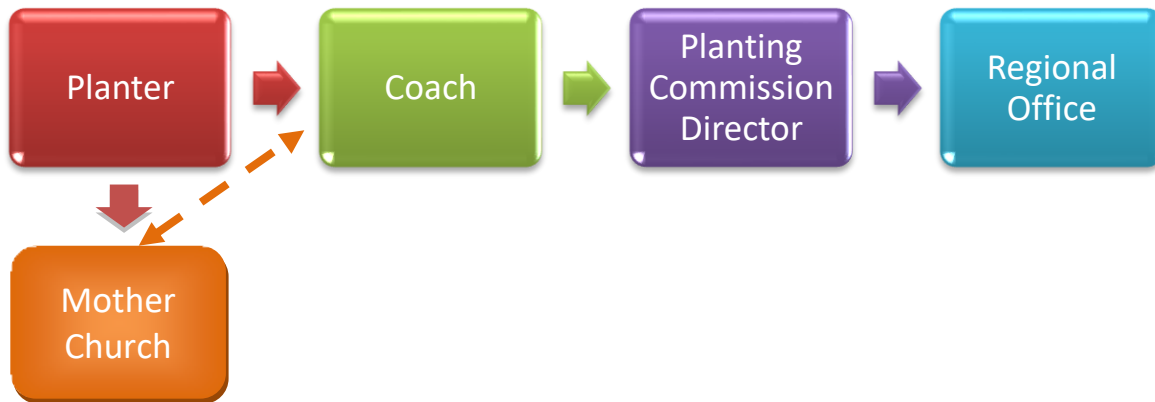 Planter
Coach
Planting
Commission
Director
Regional
Office
Mother
Church